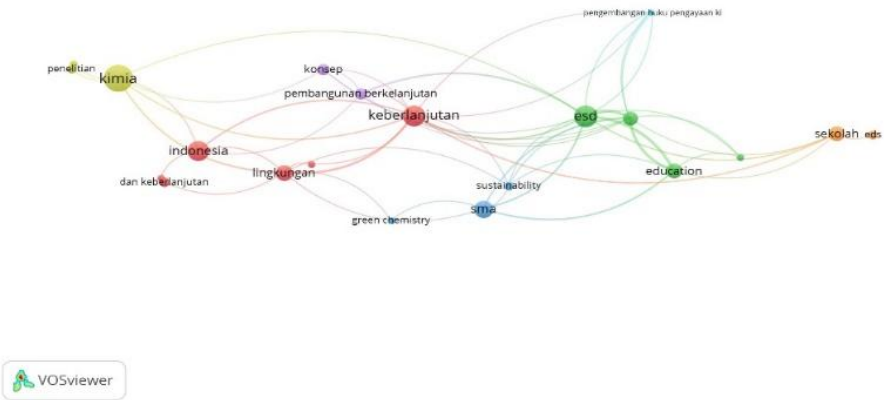 pengembangan buku pengayaan ki
penelitian
kimia
konsep
pembangunan berkelanjutan
keberlanjutan
esd
sekolah eds
indonesia
lingkungan
education
dan keberlanjutan
sustainability
sma
green chemistry
VOSviewer